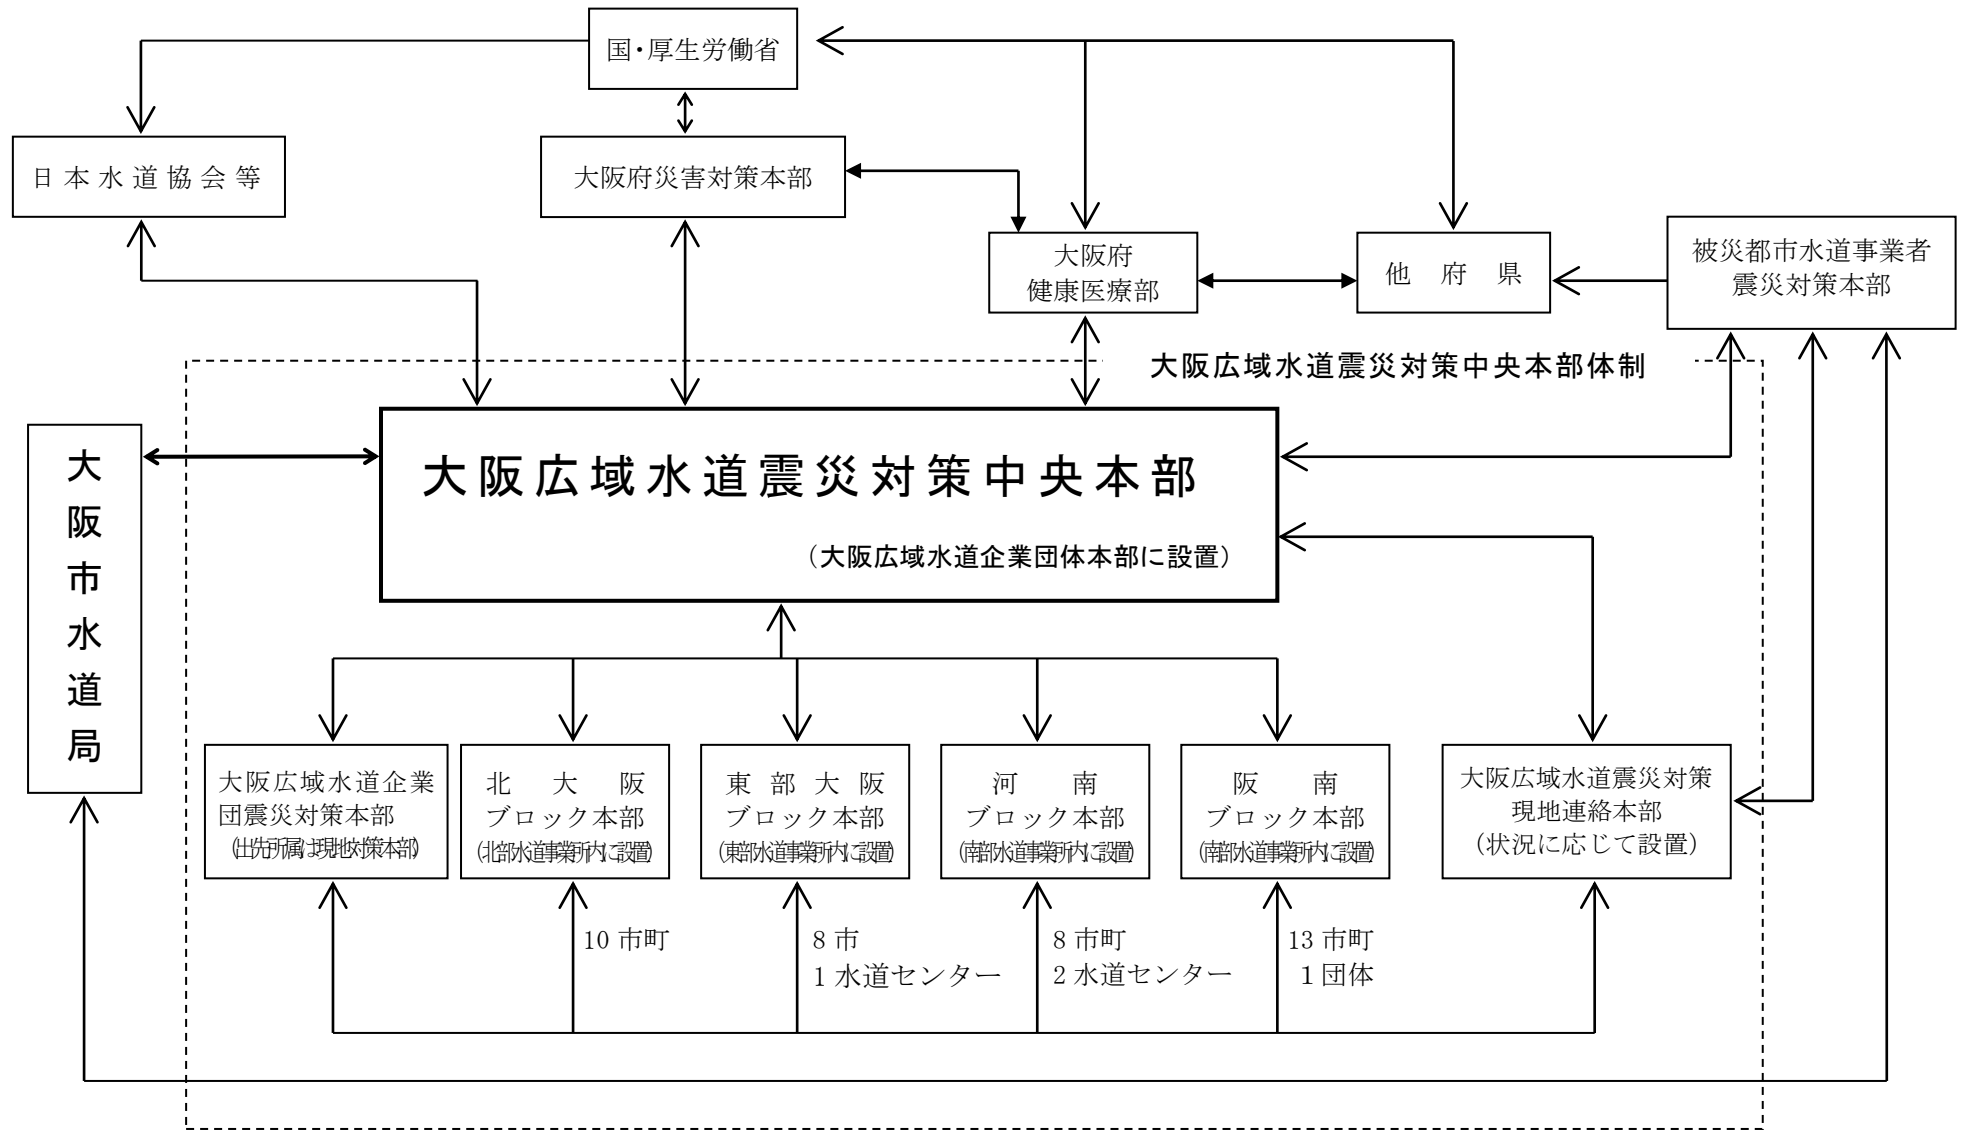 国・厚生労働省
日本水道協会等
大阪府災害対策本部
大阪府
健康医療部
他　府　県
被災都市水道事業者
震災対策本部
大阪広域水道震災対策中央本部体制
大阪市水道局
大阪広域水道震災対策中央本部
（大阪広域水道企業団体本部に設置）
大阪広域水道企業
団震災対策本部
（出先所属は現地対策本部）
北　大　阪
ブロック本部
（北部水道事業所内に設置）
東 部 大 阪
ブロック本部
（東部水道事業所内に設置）
河　　南
ブロック本部
（南部水道事業所内に設置）
阪　　南
ブロック本部
（南部水道事業所内に設置）
大阪広域水道震災対策
現地連絡本部
（状況に応じて設置）
10 市町
8 市
1 水道センター
8 市町
2 水道センター
13 市町
１団体